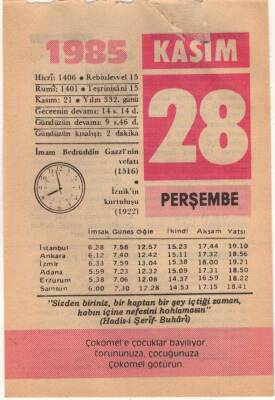 1985
KASIM
28
PERŞEMBE
Hicrî: 1406 • Rebiülevvel 15
Rumî: 1401 • Teşrinisâni 15
Kasım: 21 • Yılın 332. günü
Gecenin devamı: 14 s. 14 d.
Gündüzün devamı: 9 s. 46 d.
Gündüzün kısalışı: 2 dakika
İmam Bedrüddîn Gazzî'nin
vefatı
(1516)
•
İznik'in
kurtuluşu
(1922)
İmsak Güneş Öğle İkindi Akşam Yatsı
İstanbul 6.28 7.58 12.57 15.23 17.44 19.10
Ankara 6.12 7.40 12.42 15.11 17.32 18.56
İzmir 6.33 7.59 13.04 15.38 18.00 19.21
Adana 5.59 7.23 12.32 15.09 17.31 18.50
Erzurum 5.38 7.06 12.08 14.37 16.59 18.22
Samsun 6.00 7.30 12.28 14.53 17.15 18.41
"Sizden biriniz, bir kaptan bir şey içtiği zaman,
kabın içine nefesini hohlamasın"
(Hadis-i Şerîf- Buhârî)
Çokomel'e çocuklar bayılıyor.
torununuza, çocuğunuza
Çokomel götürün.